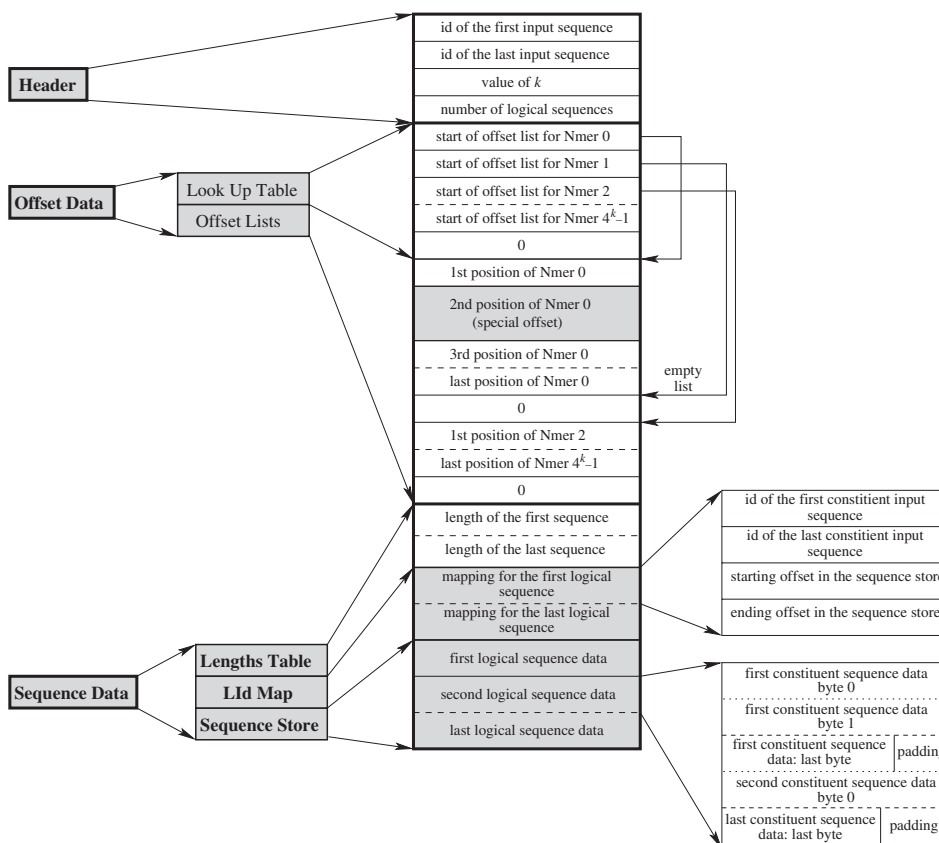 Header
Offset Data
Look Up Table
Offset Lists
Sequence Data
Lengths Table
LId Map
Sequence Store
id of the first input sequence
id of the last input sequence
value of k
number of logical sequences
start of offset list for Nmer 0
start of offset list for Nmer 1
start of offset list for Nmer 2
start of offset list for Nmer 4^k–1
0
1st position of Nmer 0
2nd position of Nmer 0
(special offset)
3rd position of Nmer 0
last position of Nmer 0
0
1st position of Nmer 2
last position of Nmer 4^k–1
0
length of the first sequence
length of the last sequence
mapping for the first logical
sequence
mapping for the last logical
sequence
first logical sequence data
second logical sequence data
last logical sequence data
empty
list
id of the first constitient input
sequence
id of the last constitient input
sequence
starting offset in the sequence store
ending offset in the sequence store
first constituent sequence data
byte 0
first constituent sequence data
byte 1
first constituent sequence
data: last byte
padding
second constituent sequence data
byte 0
last constituent sequence
data: last byte
padding